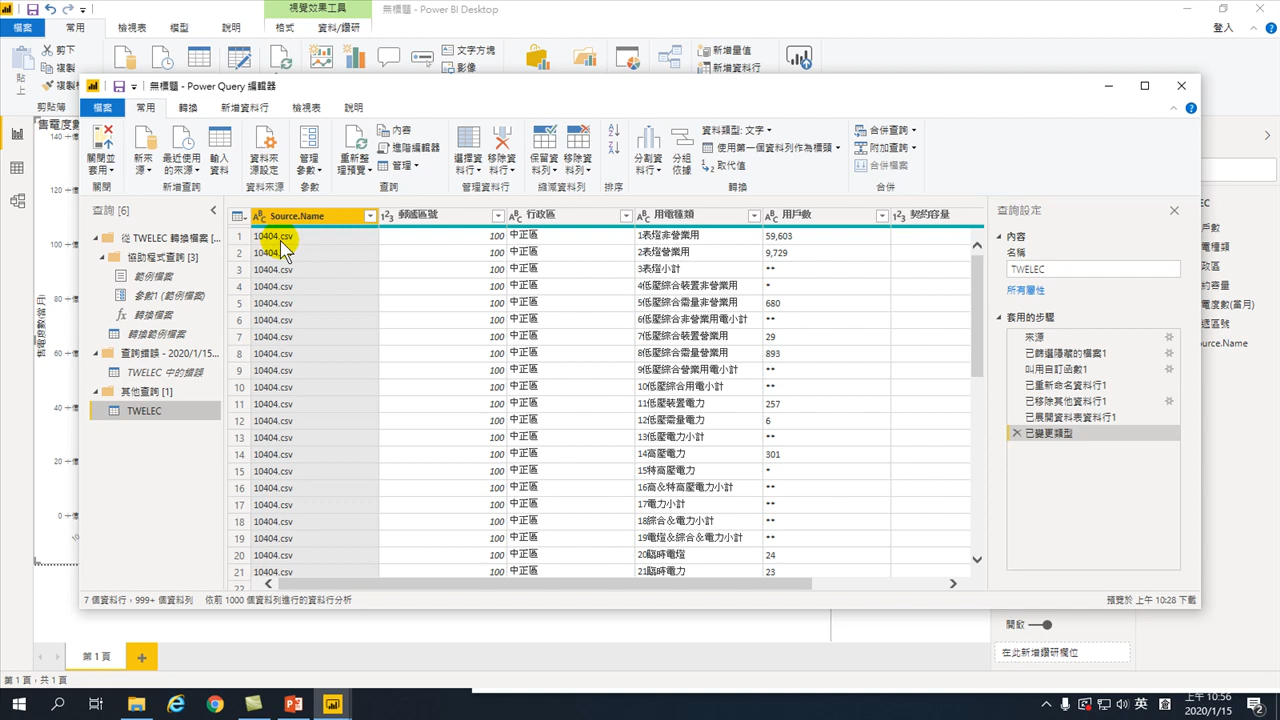 視覺效果工具
無標題 - Power BI Desktop
檔案
常用
檢視表
模型
說明
格式
資料/鑽研
登入
剪下
複製
貼
上
剪貼簿
文字方塊
影像
新增量值
新增資料行
無標題 - Power Query 編輯器
檔案
常用
轉換
新增資料行
檢視表
說明
關閉並
套用
新來
源
最近使用
的來源
輸入
資料
資料來
源設定
管理
參數
重新整
理預覽
內容
進階編輯器
管理
選擇資
料行
移除資
料行
保留資
料列
移除資
料列
分割資
料行
分組
依據
資料類型: 文字
使用第一個資料列作為標頭
取代值
合併查詢
附加查詢
合併檔案
關閉
新增查詢
資料來源
參數
查詢
管理資料行
縮減資料列
排序
轉換
合併
查詢 [6]
從 TWELEC 轉換檔案 [...
協助程式查詢 [3]
範例檔案
參數1 (範例檔案)
fx 轉換檔案
轉換範例檔案
查詢錯誤 - 2020/1/15...
TWELEC 中的錯誤
其他查詢 [1]
TWELEC
Source.Name 郵遞區號 行政區 用電種類 用戶數 契約容量
1 10404.csv 100 中正區 1表燈非營業用 59,603
2 10404.csv 100 中正區 2表燈營業用 9,729
3 10404.csv 100 中正區 3表燈小計 **
4 10404.csv 100 中正區 4低壓綜合裝置非營業用 *
5 10404.csv 100 中正區 5低壓綜合需量非營業用 680
6 10404.csv 100 中正區 6低壓綜合非營業用電小計 **
7 10404.csv 100 中正區 7低壓綜合裝置營業用 29
8 10404.csv 100 中正區 8低壓綜合需量營業用 893
9 10404.csv 100 中正區 9低壓綜合營業用電小計 **
10 10404.csv 100 中正區 10低壓綜合用電小計 **
11 10404.csv 100 中正區 11低壓裝置電力 257
12 10404.csv 100 中正區 12低壓需量電力 6
13 10404.csv 100 中正區 13低壓電力小計 **
14 10404.csv 100 中正區 14高壓電力 301
15 10404.csv 100 中正區 15特高壓電力 *
16 10404.csv 100 中正區 16高&特高壓電力小計 **
17 10404.csv 100 中正區 17電力小計 **
18 10404.csv 100 中正區 18綜合&電力小計 **
19 10404.csv 100 中正區 19電燈&綜合&電力小計 **
20 10404.csv 100 中正區 20臨時電燈 24
21 10404.csv 100 中正區 21臨時電力 23
22
查詢設定
內容
名稱
TWELEC
所有屬性
套用的步驟
來源
已篩選隱藏的檔案1
叫用自訂函數1
已重新命名資料行1
已移除其他資料行1
已展開資料表資料行1
已變更類型
7 個資料行，999+ 個資料列
依前 1000 個資料列進行的資料行分析
預覽於 上午 10:28 下載
售電度數(當月)
開啟
在此新增鑽研欄位
第 1 頁
第 1 頁，共 1 頁
英
上午 10:56
2020/1/15
2